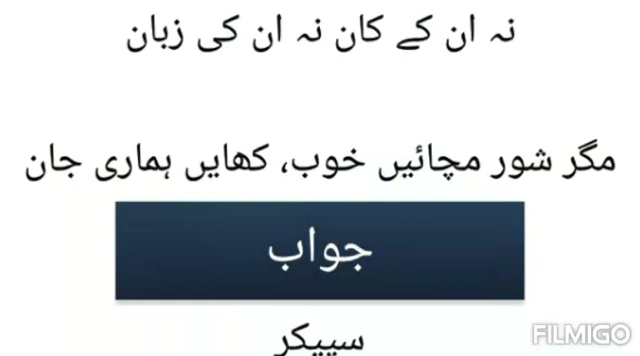 نہ ان کے کان نہ ان کی زبان
مگر شور مچائیں خوب، کھایں ہماری جان
جواب
سپیکر
FILMIGO